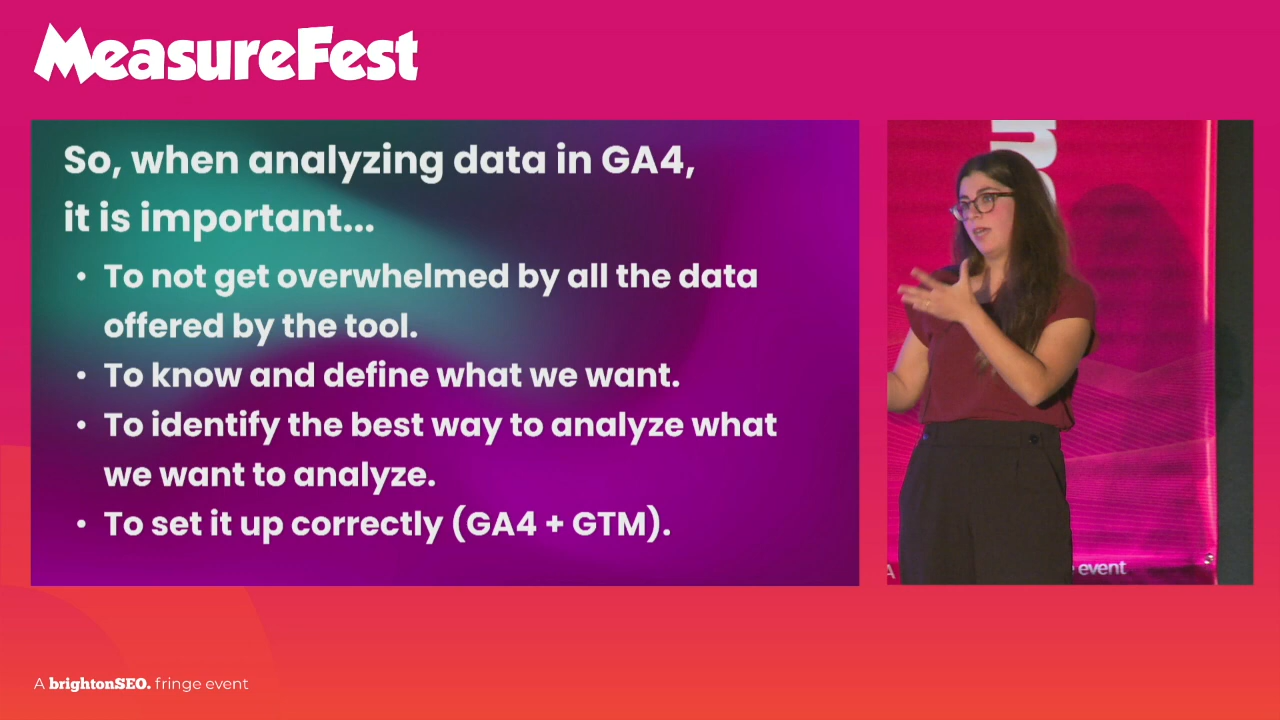 MeasureFest
So, when analyzing data in GA4,
it is important...
• To not get overwhelmed by all the data
offered by the tool.
• To know and define what we want.
• To identify the best way to analyze what
we want to analyze.
• To set it up correctly (GA4 + GTM).
event
A brightonSEO. fringe event